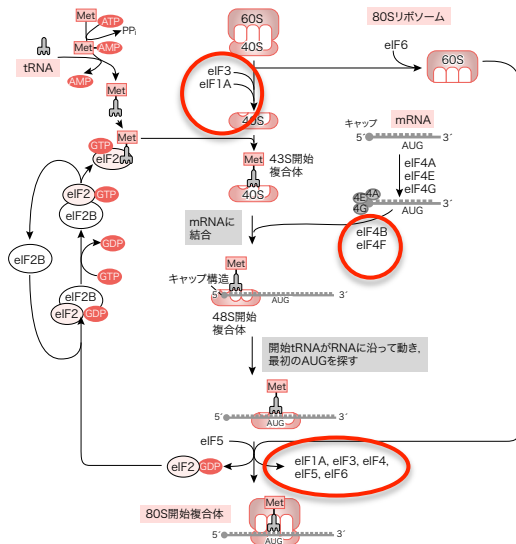 Met
ATP
PPi
Met
AMP
tRNA
AMP
Met
Met
GTP
eIF2
eIF2
GTP
eIF2B
GDP
eIF2B
GTP
eIF2B
eIF2
GDP
60S
40S
80Sリボソーム
eIF6
60S
eIF3
eIF1A
40S
Met
43S開始
複合体
40S
キャップ
mRNA
5´
3´
AUG
eIF4A
eIF4E
eIF4G
4E
4A
4G
3´
AUG
mRNAに
結合
eIF4B
eIF4F
Met
キャップ構造
5´
3´
AUG
48S開始
複合体
開始tRNAがRNAに沿って動き,
最初のAUGを探す
Met
5´
3´
AUG
eIF5
eIF2
GDP
eIF1A, eIF3, eIF4,
eIF5, eIF6
80S開始複合体
Met
5´
3´
AUG